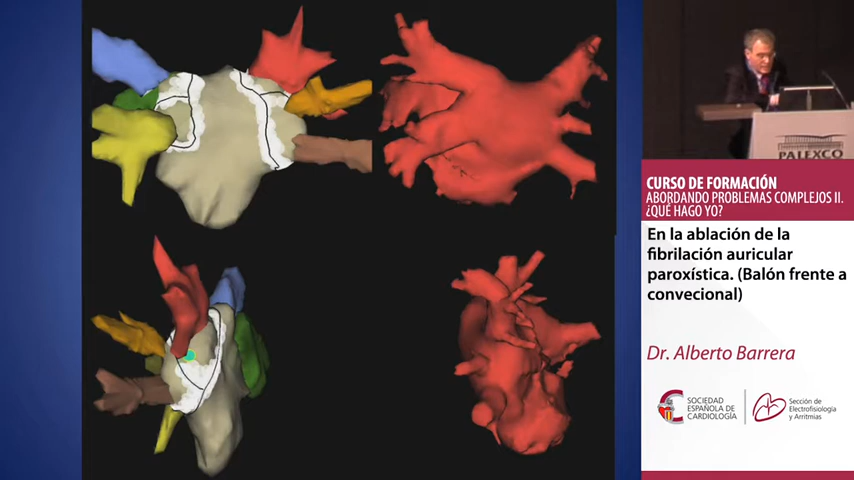 PALEXCO
CURSO DE FORMACIÓN
ABORDANDO PROBLEMAS COMPLEJOS II.
¿QUÉ HAGO YO?
En la ablación de la
fibrilación auricular
paroxística. (Balón frente a
convecional)
Dr. Alberto Barrera
SOCIEDAD
ESPAÑOLA DE
CARDIOLOGÍA
Sección de
Electrofisiología
y Arritmias